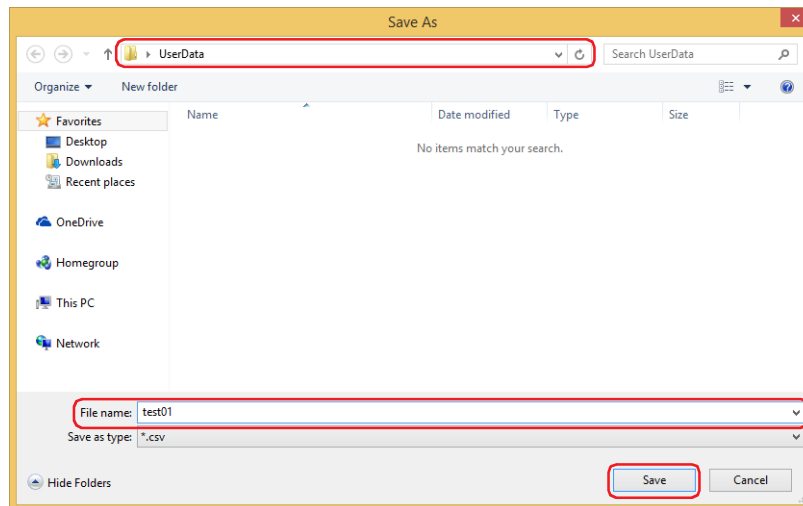 Save As
UserData
Search UserData
Organize
New folder
Name
Date modified
Type
Size
No items match your search.
Favorites
Desktop
Downloads
Recent places
OneDrive
Homegroup
This PC
Network
File name: test01
Save as type: *.csv
Hide Folders
Save
Cancel